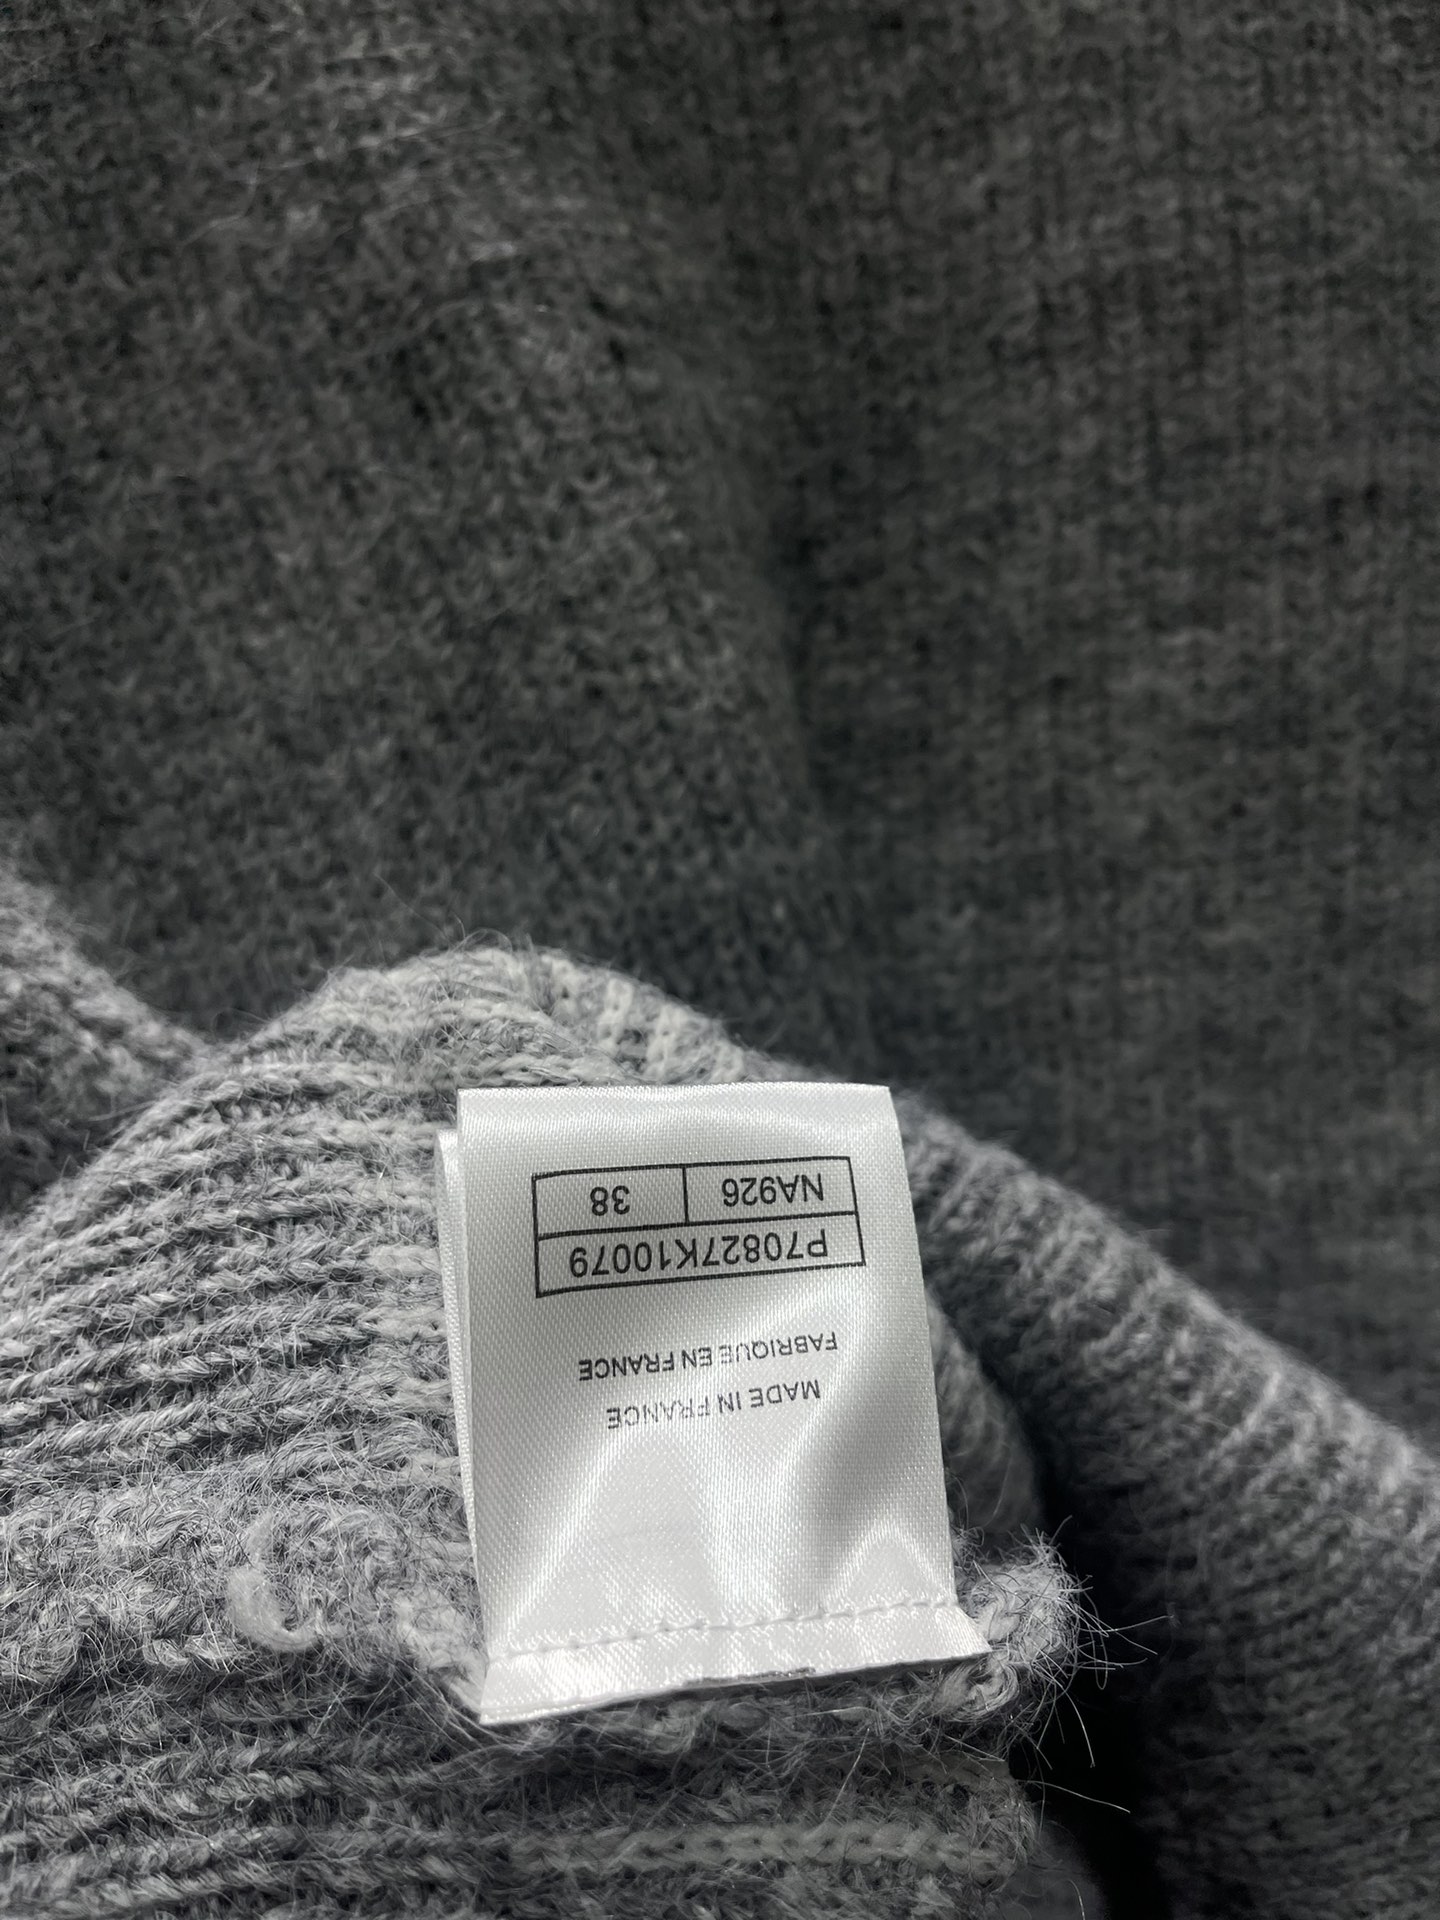 MADE IN FRANCE
FABRIQUE EN FRANCE
P70827K10079
NA926 38